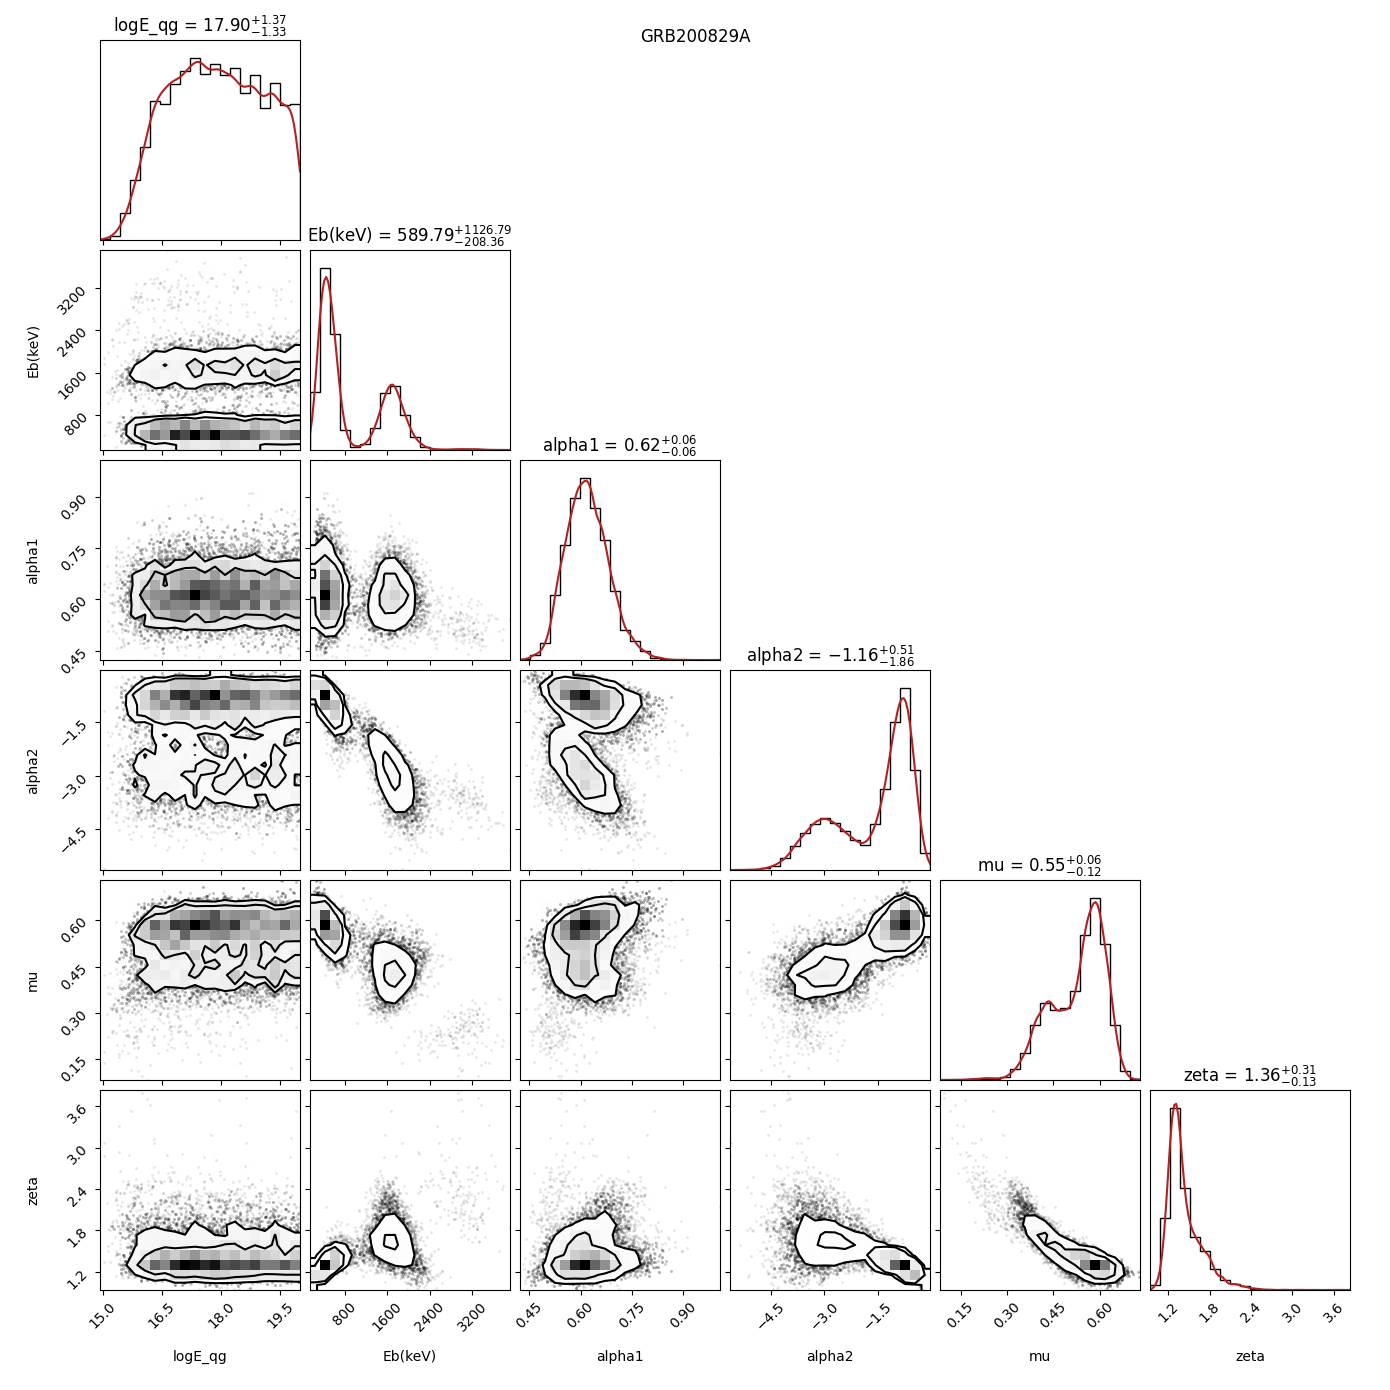 logE_qg = 17.90+1.37−1.33
GRB200829A
Eb(keV) = 589.79+1126.79−208.36
3200
2400
1600
800
Eb(keV)
alpha1 = 0.62+0.06−0.06
0.90
0.75
0.60
0.45
alpha1
alpha2 = −1.16+0.51−1.86
−1.5
−3.0
−4.5
alpha2
mu = 0.55+0.06−0.12
0.60
0.45
0.30
0.15
mu
zeta = 1.36+0.31−0.13
3.6
3.0
2.4
1.8
1.2
zeta
15.0 16.5 18.0 19.5 800 1600 2400 3200 0.45 0.60 0.75 0.90 −4.5 −3.0 −1.5 0.15 0.30 0.45 0.60 1.2 1.8 2.4 3.0 3.6
logE_qg Eb(keV) alpha1 alpha2 mu zeta